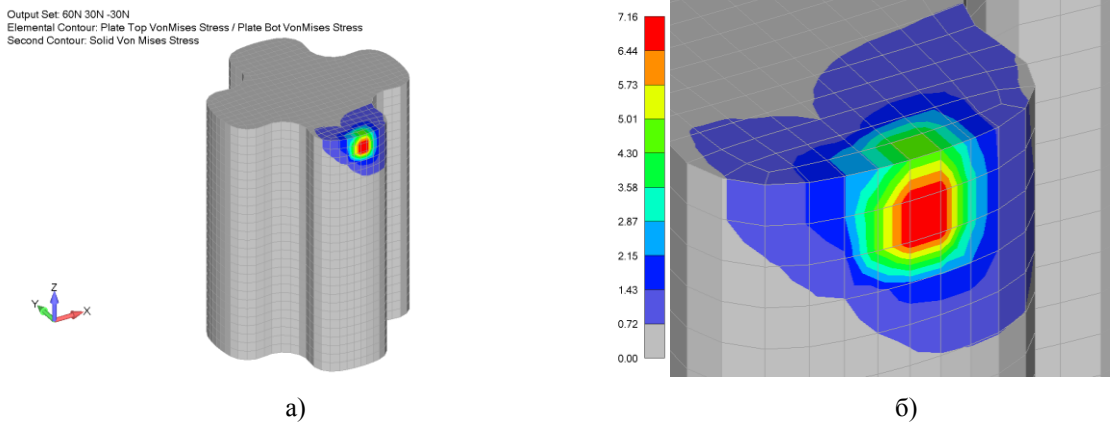 Output Set: 60N 30N -30N
Elemental Contour: Plate Top VonMises Stress / Plate Bot VonMises Stress
Second Contour: Solid Von Mises Stress
Z
Y
X
7.16
6.44
5.73
5.01
4.30
3.58
2.87
2.15
1.43
0.72
0.00
а)
б)